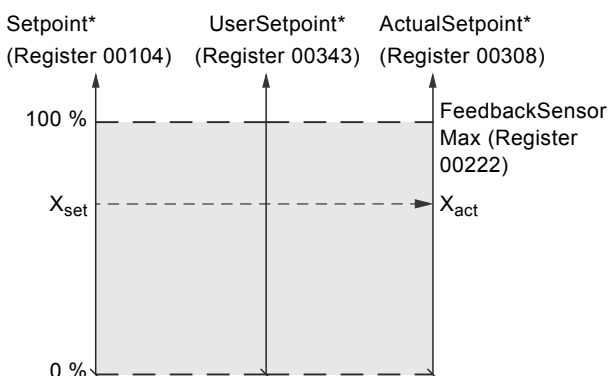 Setpoint* UserSetpoint* ActualSetpoint*
(Register 00104) (Register 00343) (Register 00308)
100 %
FeedbackSensor
Max (Register
00222)
Xset Xact
0 %